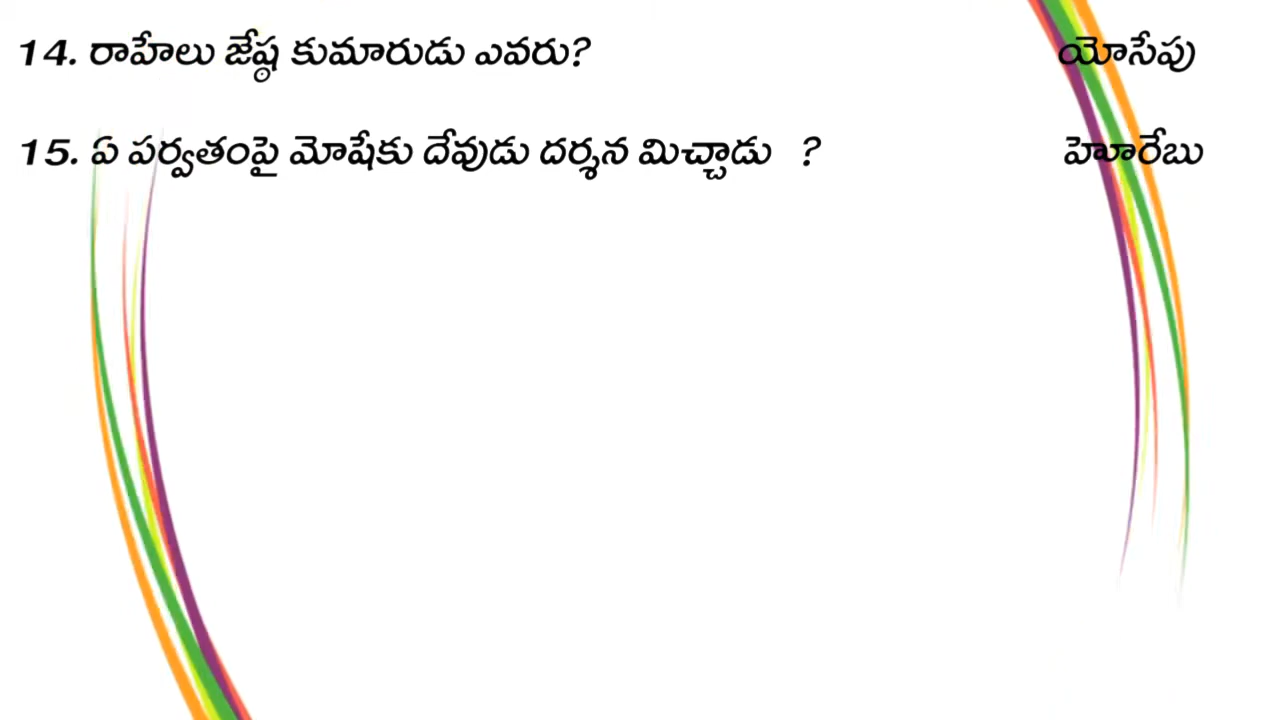 14. రాహేలు జేష్ఠ కుమారుడు ఎవరు? యోసేపు
15. ఏ పర్వతంపై మోషేకు దేవుడు దర్శన మిచ్చాడు ? హెూరేబు